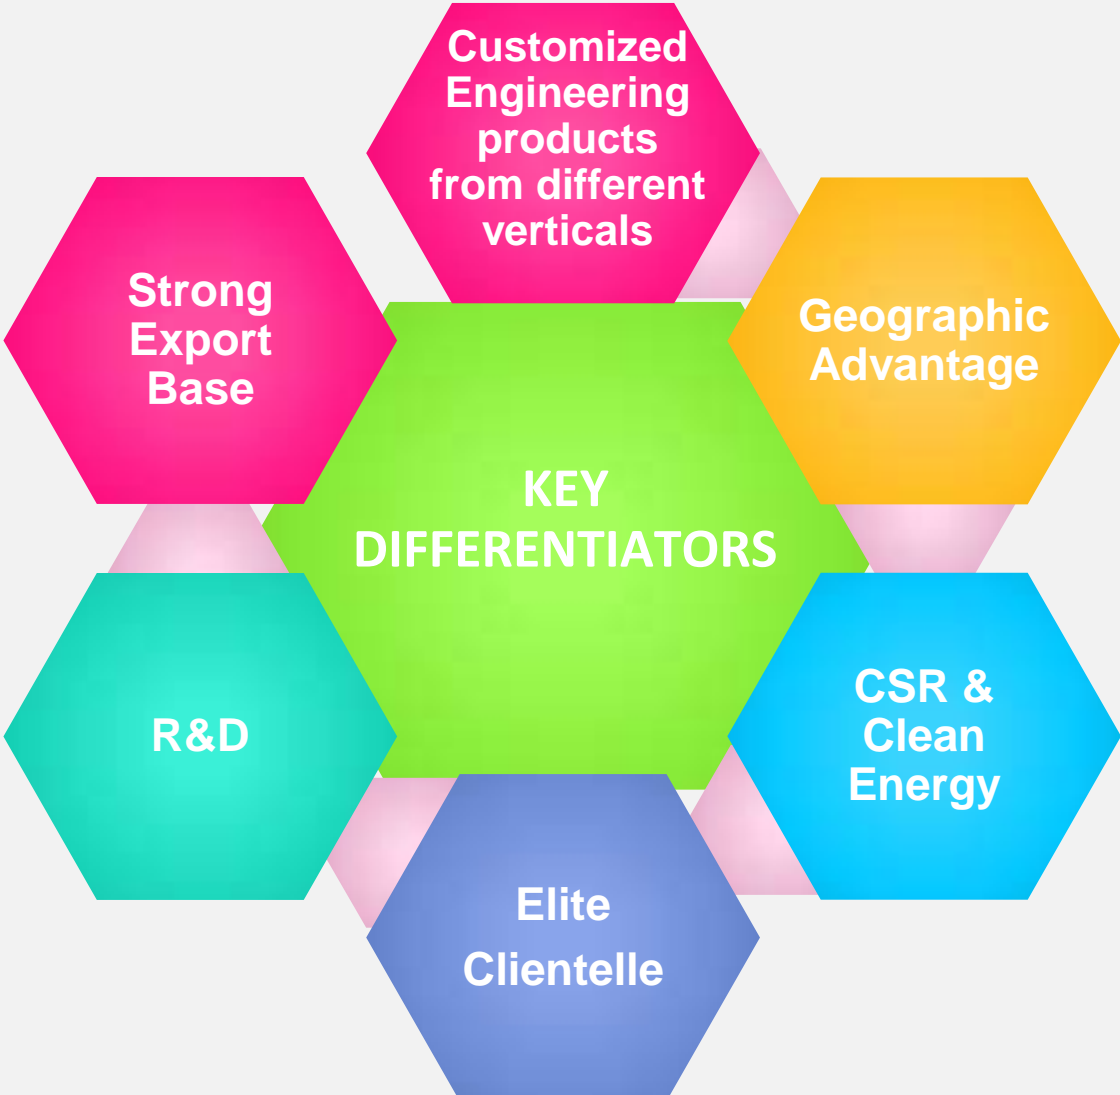 Customized
Engineering
products
from different
verticals
Strong
Export
Base
Geographic
Advantage
KEY
DIFFERENTIATORS
R&D
CSR &
Clean
Energy
Elite
Clientelle